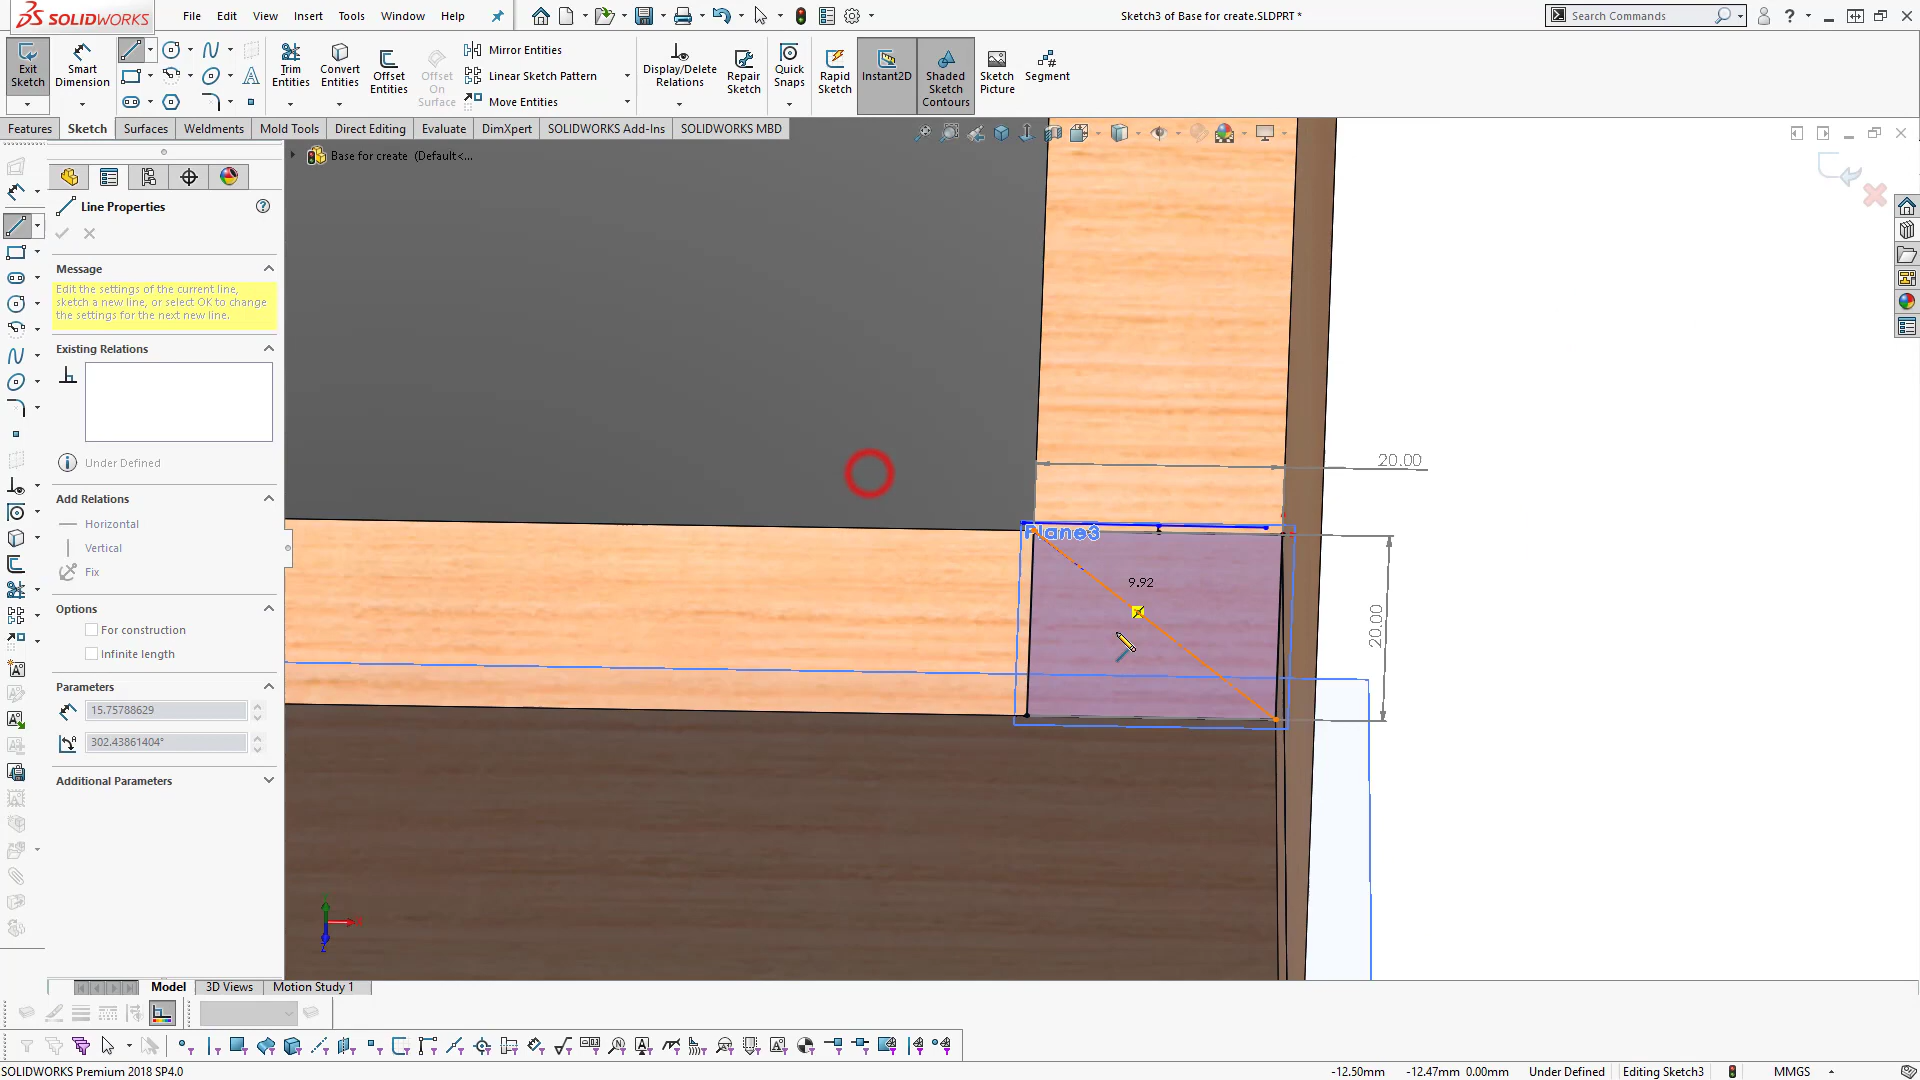 SOLIDWORKS
File Edit View Insert Tools Window Help
Sketch3 of Base for create.SLDPRT *
Search Commands
Exit Sketch
Smart Dimension
Trim Entities
Convert Entities
Offset Entities
Offset On Surface
Mirror Entities
Linear Sketch Pattern
Move Entities
Display/Delete Relations
Repair Sketch
Quick Snaps
Rapid Sketch
Instant2D
Shaded Sketch Contours
Sketch Picture
Segment
Features Sketch Surfaces Weldments Mold Tools Direct Editing Evaluate DimXpert SOLIDWORKS Add-Ins SOLIDWORKS MBD
Base for create (Default<...
Line Properties
Message
Edit the settings of the current line,
sketch a new line, or select OK to change
the settings for the next new line.
Existing Relations
Under Defined
Add Relations
Horizontal
Vertical
Fix
Options
For construction
Infinite length
Parameters
15.75788629
302.43861404°
Additional Parameters
20.00
Plane3
9.92
20.00
Model 3D Views Motion Study 1
SOLIDWORKS Premium 2018 SP4.0
-12.50mm -12.47mm 0.00mm Under Defined Editing Sketch3 MMGS